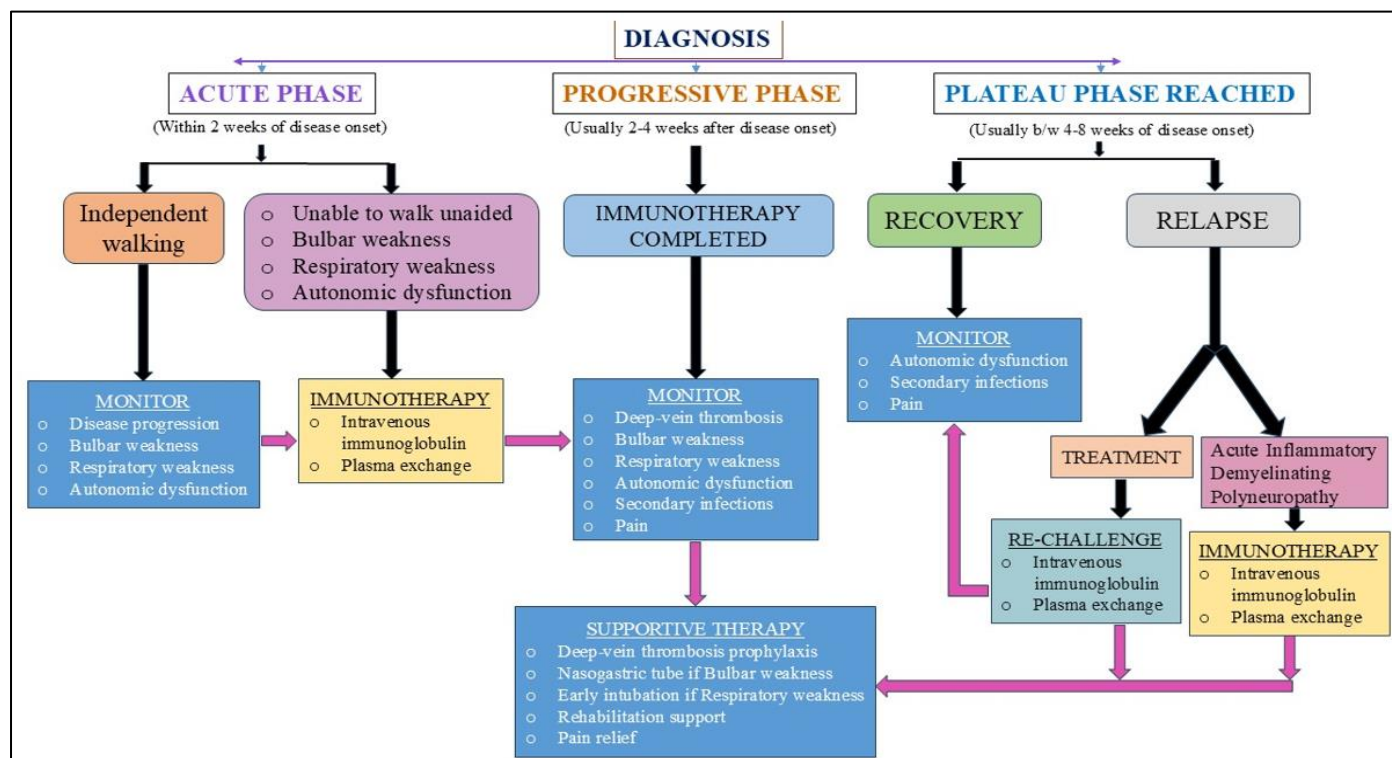 DIAGNOSIS
ACUTE PHASE
(Within 2 weeks of disease onset)
PROGRESSIVE PHASE
(Usually 2-4 weeks after disease onset)
PLATEAU PHASE REACHED
(Usually b/w 4-8 weeks of disease onset)
Independent
walking
o Unable to walk unaided
o Bulbar weakness
o Respiratory weakness
o Autonomic dysfunction
IMMUNOTHERAPY
COMPLETED
RECOVERY
RELAPSE
MONITOR
o Disease progression
o Bulbar weakness
o Respiratory weakness
o Autonomic dysfunction
IMMUNOTHERAPY
o Intravenous
immunoglobulin
o Plasma exchange
MONITOR
o Deep-vein thrombosis
o Bulbar weakness
o Respiratory weakness
o Autonomic dysfunction
o Secondary infections
o Pain
MONITOR
o Autonomic dysfunction
o Secondary infections
o Pain
TREATMENT
Acute Inflammatory
Demyelinating
Polyneuropathy
RE-CHALLENGE
o Intravenous
immunoglobulin
o Plasma exchange
IMMUNOTHERAPY
o Intravenous
immunoglobulin
o Plasma exchange
SUPPORTIVE THERAPY
o Deep-vein thrombosis prophylaxis
o Nasogastric tube if Bulbar weakness
o Early intubation if Respiratory weakness
o Rehabilitation support
o Pain relief